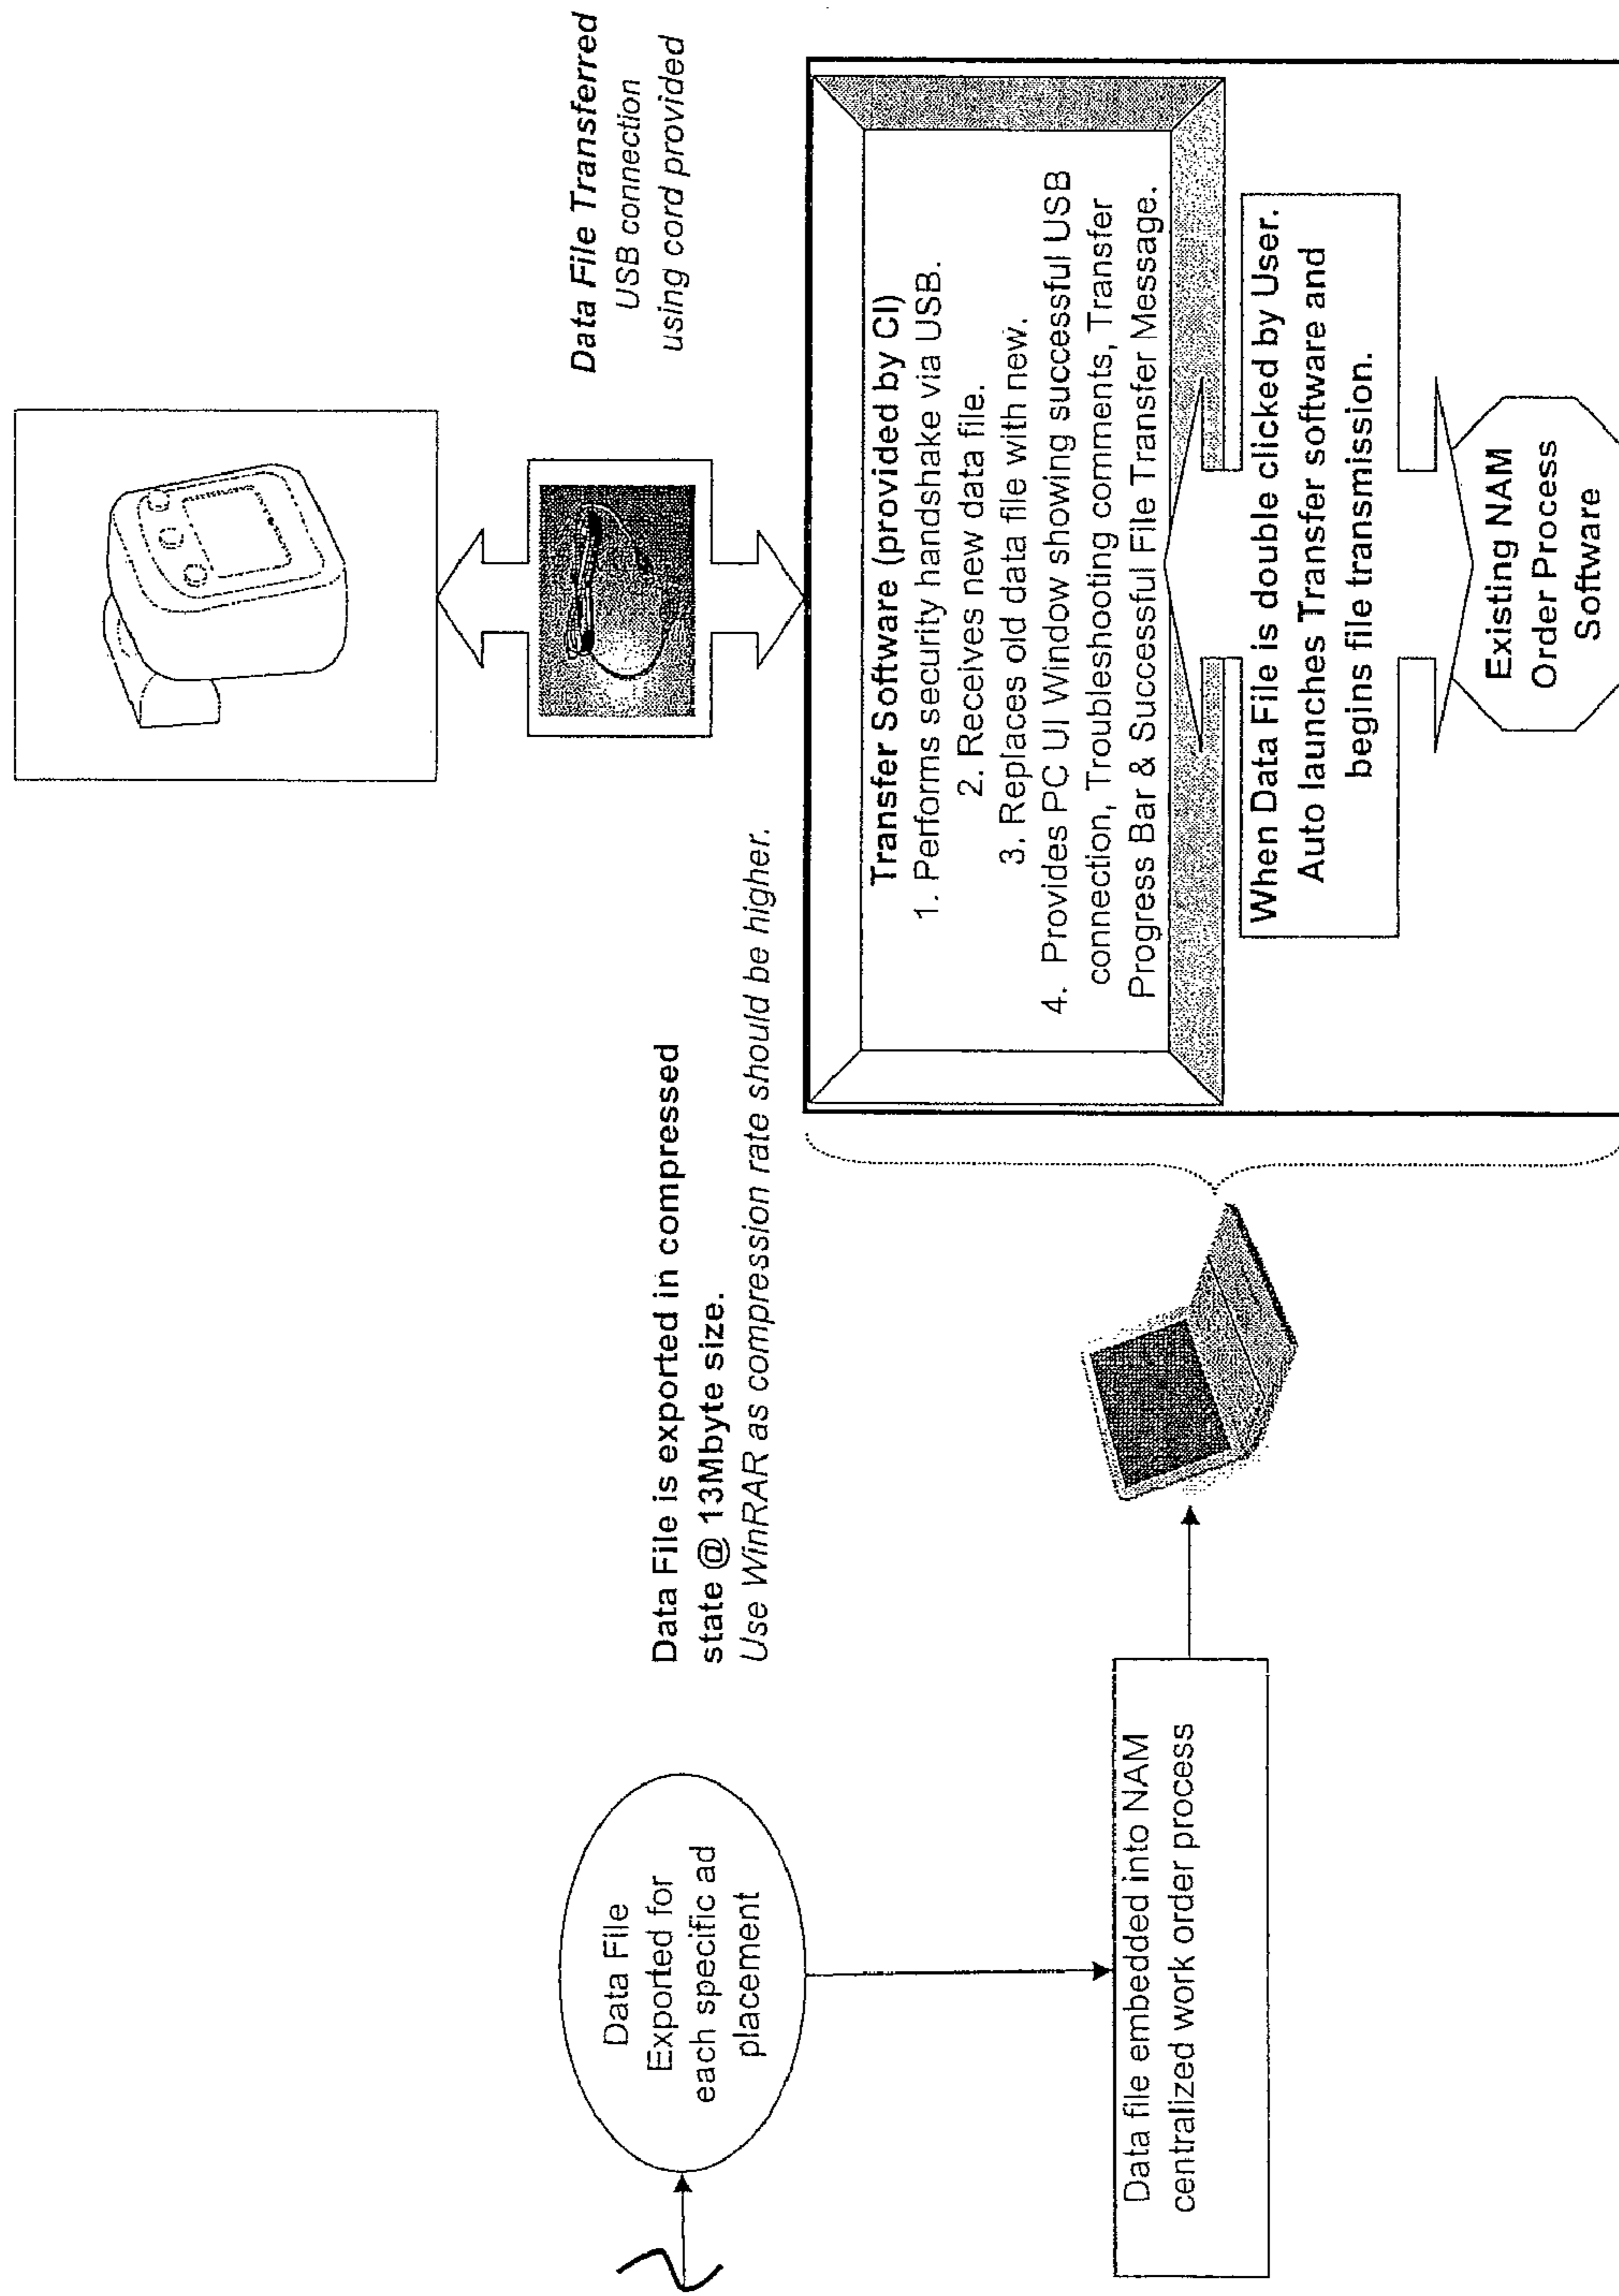 Data File
Exported for
each specific ad
placement
Data File is exported in compressed
state @ 13Mbyte size.
Use WinRAR as compression rate should be higher.
Data file embedded into NAM
centralized work order process
Data File Transferred
USB connection
using cord provided
Transfer Software (provided by CI)
1. Performs security handshake via USB.
2. Receives new data file.
3. Replaces old data file with new.
4. Provides PC UI Window showing successful USB
connection, Troubleshooting comments, Transfer
Progress Bar & Successful File Transfer Message.
When Data File is double clicked by User.
Auto launches Transfer software and
begins file transmission.
Existing NAM
Order Process
Software